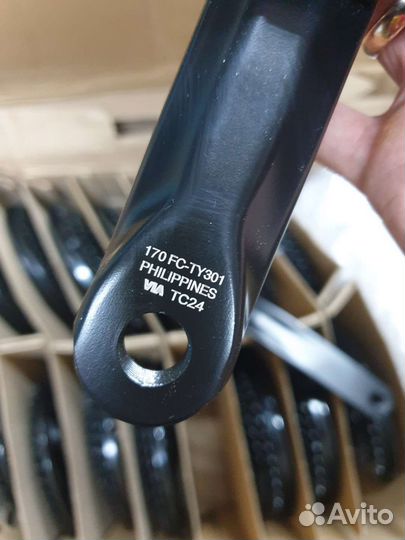 170 FC-TY301
PHILIPPINES
VIA TC24
Avito